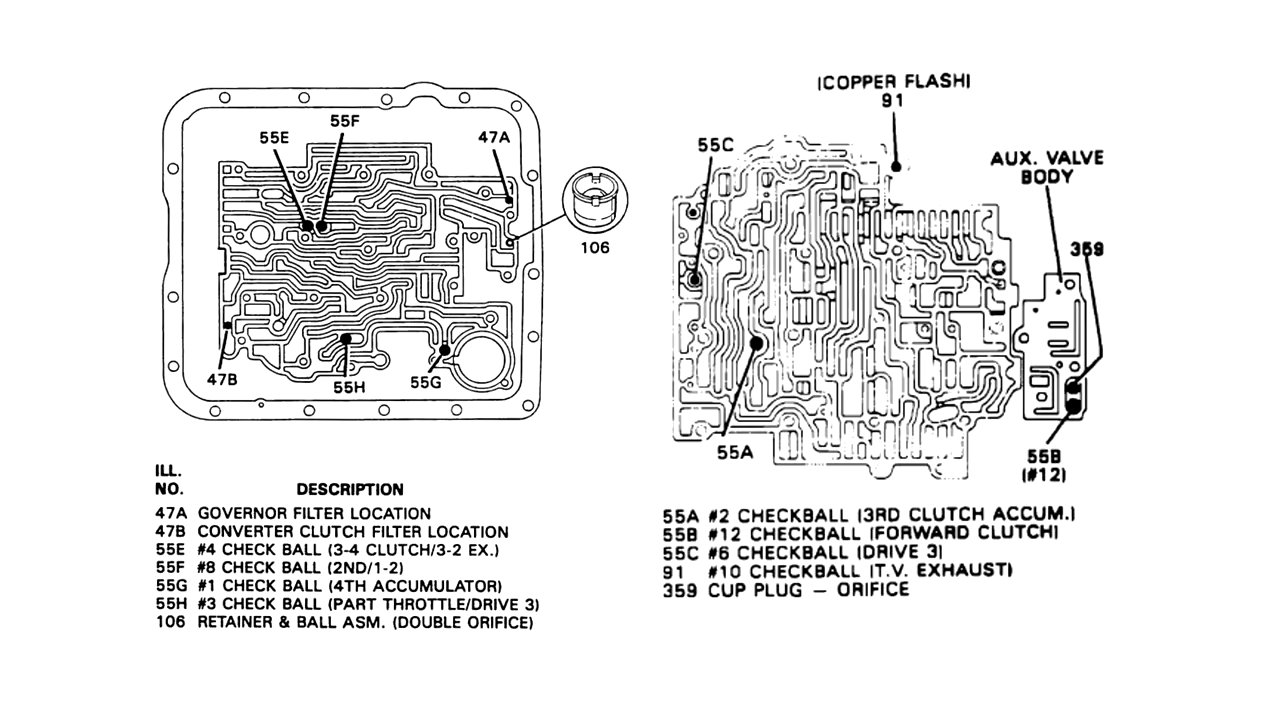 55F
55E
47A
106
47B
55H
55G
ILL.
NO. DESCRIPTION
47A GOVERNOR FILTER LOCATION
47B CONVERTER CLUTCH FILTER LOCATION
55E #4 CHECK BALL (3-4 CLUTCH/3-2 EX.)
55F #8 CHECK BALL (2ND/1-2)
55G #1 CHECK BALL (4TH ACCUMULATOR)
55H #3 CHECK BALL (PART THROTTLE/DRIVE 3)
106 RETAINER & BALL ASM. (DOUBLE ORIFICE)
(COPPER FLASH)
91
55C
AUX. VALVE
BODY
359
55A
55B
(#12)
55A #2 CHECKBALL (3RD CLUTCH ACCUM.)
55B #12 CHECKBALL (FORWARD CLUTCH)
55C #6 CHECKBALL (DRIVE 3)
91 #10 CHECKBALL (T.V. EXHAUST)
359 CUP PLUG — ORIFICE